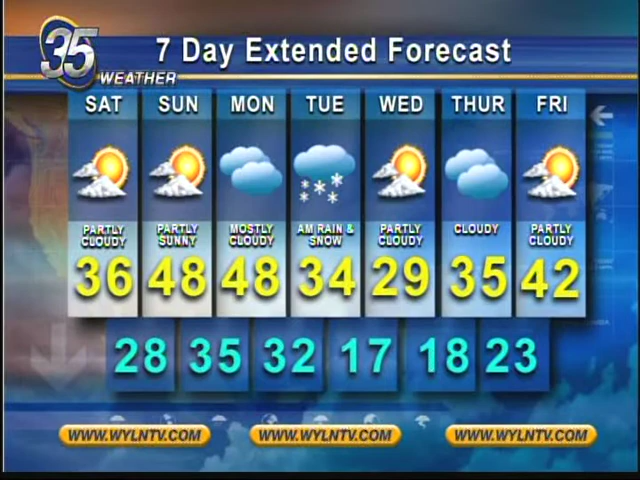 35
WEATHER
7 Day Extended Forecast
SAT SUN MON TUE WED THUR FRI
PARTLY CLOUDY PARTLY SUNNY MOSTLY CLOUDY AM RAIN & SNOW PARTLY CLOUDY CLOUDY PARTLY CLOUDY
36 48 48 34 29 35 42
28 35 32 17 18 23
WWW.WYLNTV.COM WWW.WYLNTV.COM WWW.WYLNTV.COM